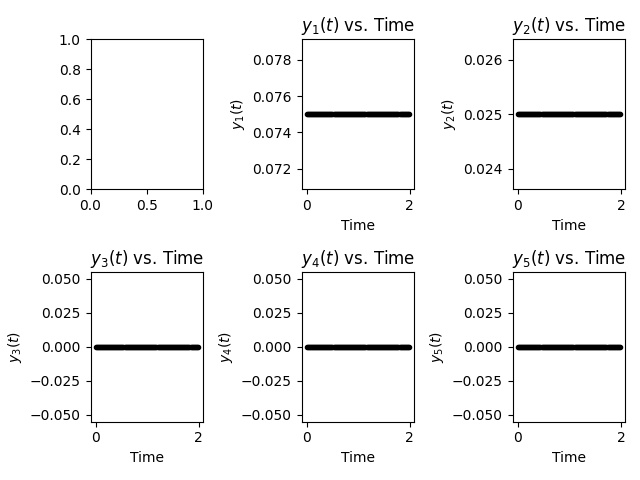 y₁(t) vs. Time
y₂(t) vs. Time
1.0
0.8
0.6
0.4
0.2
0.0
0.0 0.5 1.0
0.078
0.076
0.074
0.072
y₁(t)
0 2
Time
0.026
0.025
0.024
y₂(t)
0 2
Time
y₃(t) vs. Time
0.050
0.025
0.000
−0.025
−0.050
y₃(t)
0 2
Time
y₄(t) vs. Time
0.050
0.025
0.000
−0.025
−0.050
y₄(t)
0 2
Time
y₅(t) vs. Time
0.050
0.025
0.000
−0.025
−0.050
y₅(t)
0 2
Time